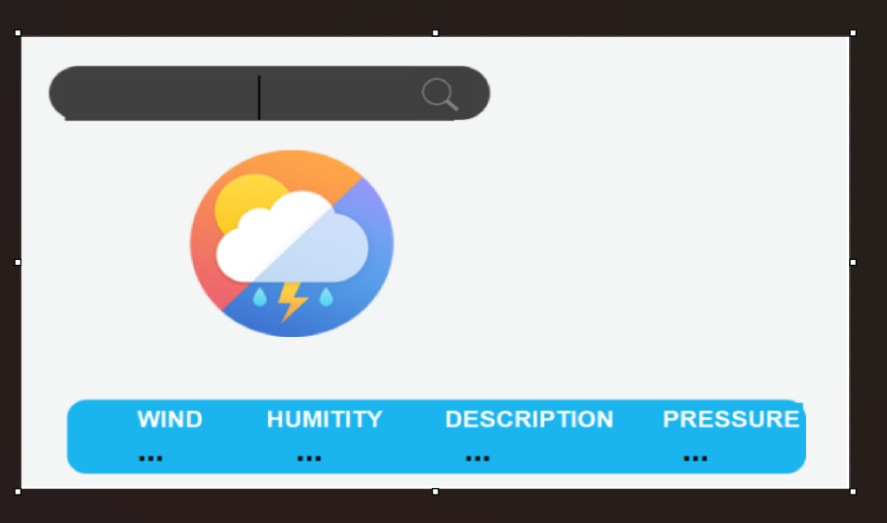 WIND HUMITITY DESCRIPTION PRESSURE
... ... ... ...